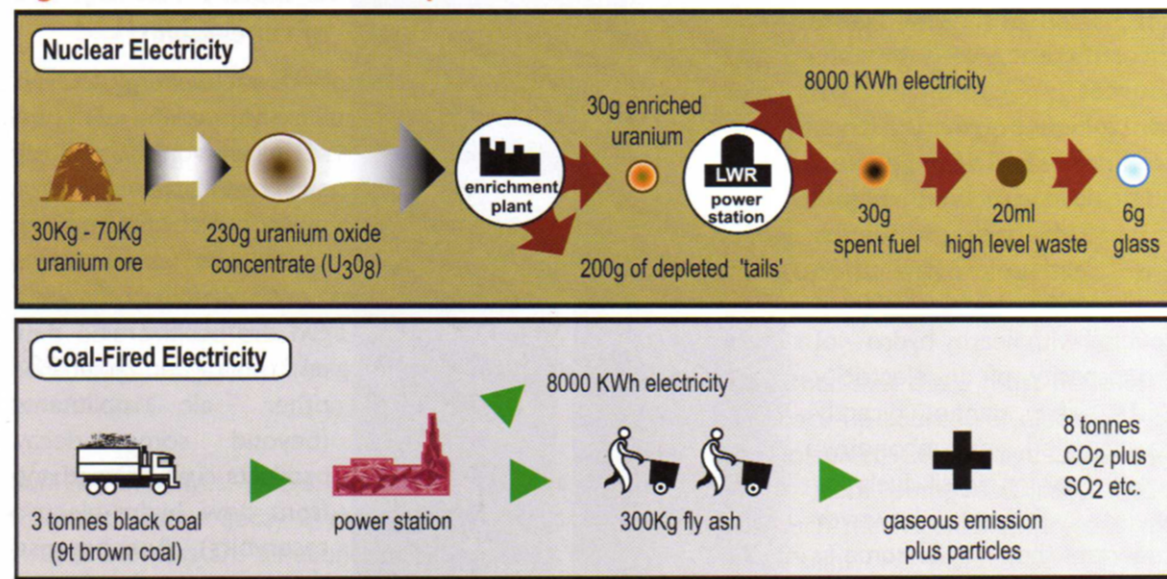 Nuclear Electricity
8000 KWh electricity
30g enriched
uranium
enrichment
plant
LWR
power
station
30Kg - 70Kg
uranium ore
230g uranium oxide
concentrate (U3O8)
200g of depleted 'tails'
30g
spent fuel
20ml
high level waste
6g
glass
Coal-Fired Electricity
8000 KWh electricity
3 tonnes black coal
(9t brown coal)
power station
300Kg fly ash
gaseous emission
plus particles
8 tonnes
CO2 plus
SO2 etc.